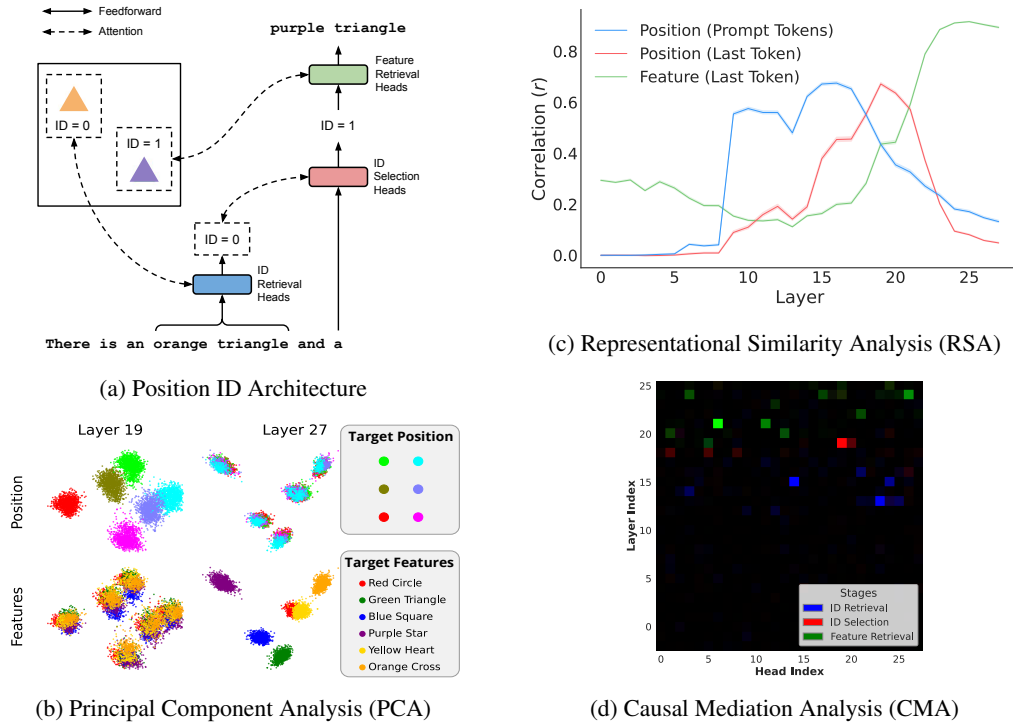 Feedforward
Attention
purple triangle
Feature
Retrieval
Heads
ID = 0
ID = 1
ID = 1
ID
Selection
Heads
ID = 0
ID
Retrieval
Heads
There is an orange triangle and a
(a) Position ID Architecture
Position (Prompt Tokens)
Position (Last Token)
Feature (Last Token)
Correlation (r)
0.8
0.6
0.4
0.2
0.0
0 5 10 15 20 25
Layer
(c) Representational Similarity Analysis (RSA)
Layer 19
Layer 27
Position
Features
Target Position
Target Features
Red Circle
Green Triangle
Blue Square
Purple Star
Yellow Heart
Orange Cross
(b) Principal Component Analysis (PCA)
Layer Index
25
20
15
10
5
0
Stages
ID Retrieval
ID Selection
Feature Retrieval
0 5 10 15 20 25
Head Index
(d) Causal Mediation Analysis (CMA)